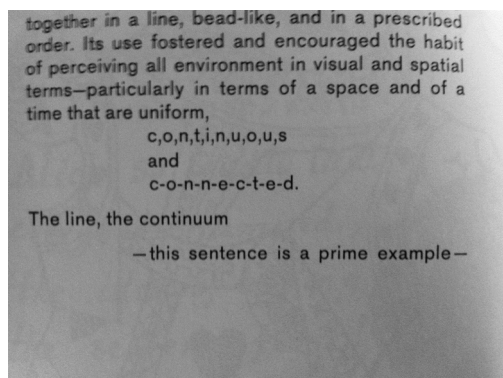 together in a line, bead-like, and in a prescribed
order. Its use fostered and encouraged the habit
of perceiving all environment in visual and spatial
terms—particularly in terms of a space and of a
time that are uniform,
c,o,n,t,i,n,u,o,u,s
and
c-o-n-n-e-c-t-e-d.
The line, the continuum
—this sentence is a prime example—